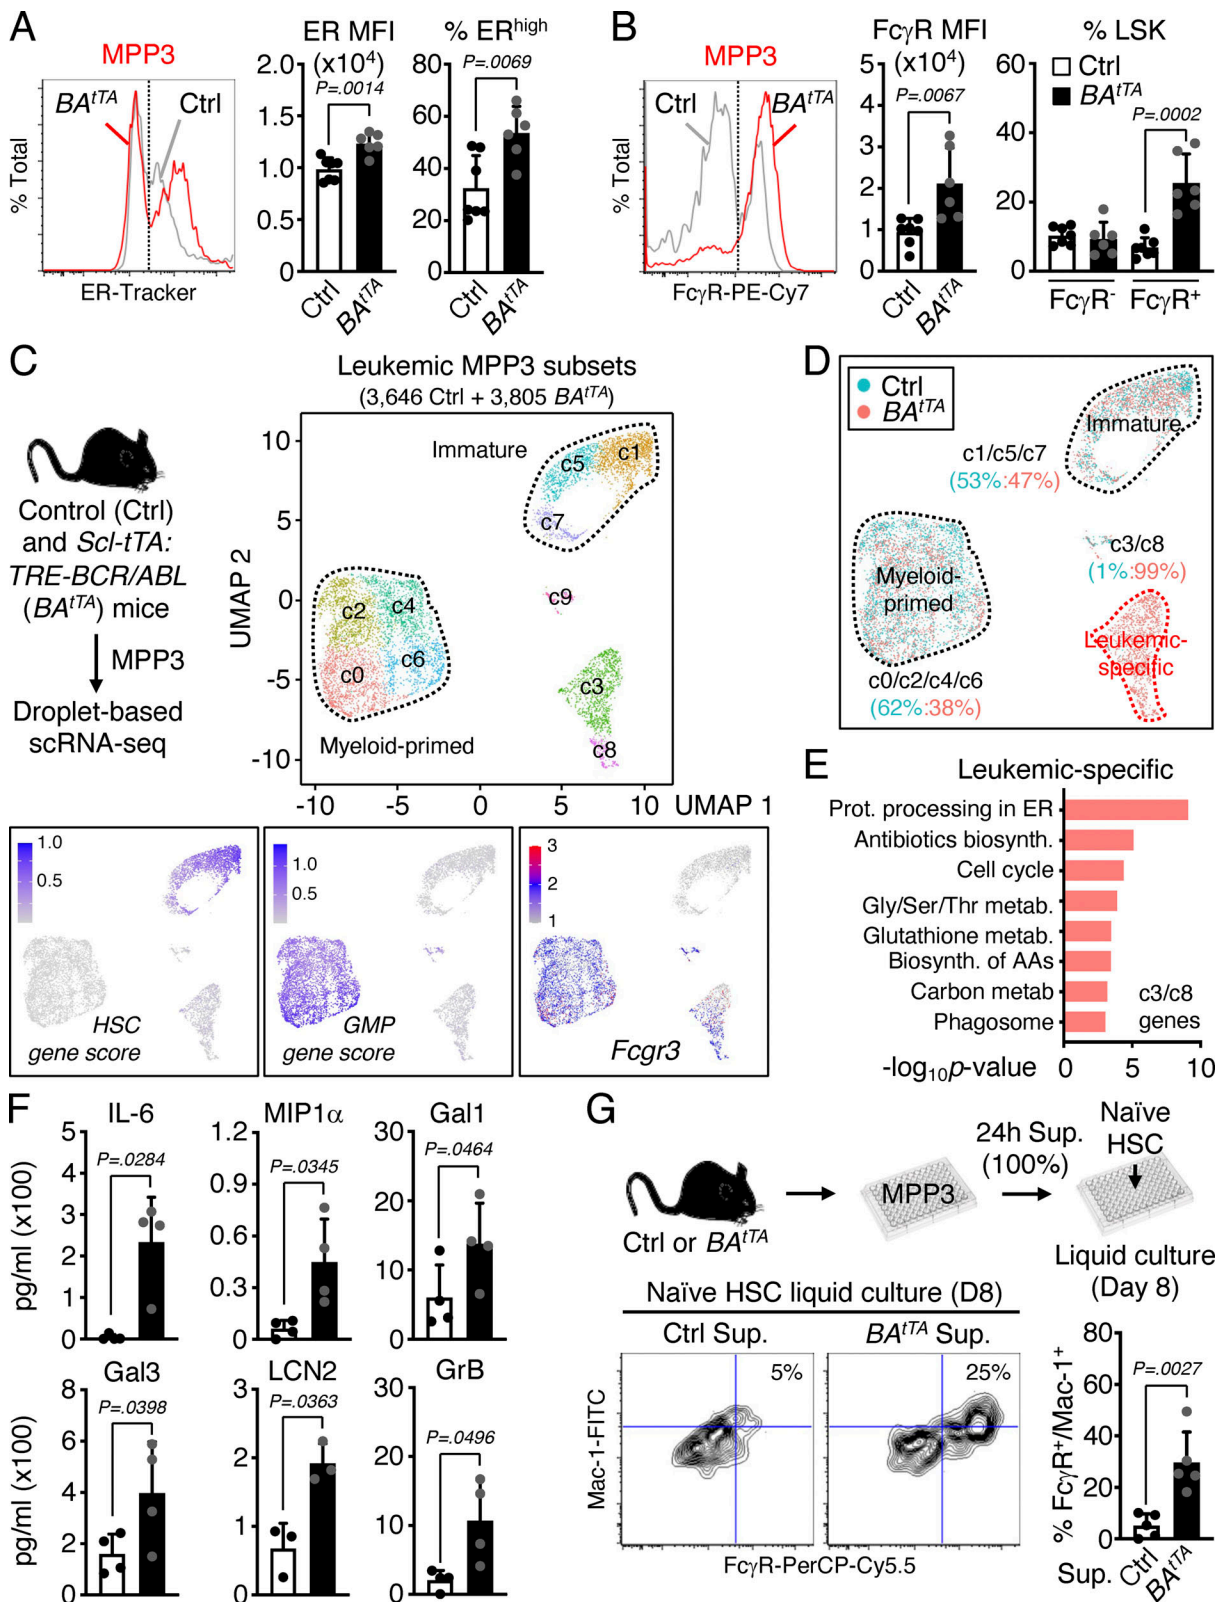 A
MPP3
BA^tTA
Ctrl
% Total
ER-Tracker
ER MFI
(x10⁴)
P=.0014
2.0
1.5
1.0
0.5
0
Ctrl
BA^tTA
% ER^high
P=.0069
80
60
40
20
0
Ctrl
BA^tTA
B
MPP3
Ctrl
BA^tTA
% Total
FcγR-PE-Cy7
FcγR MFI
(x10⁴)
P=.0067
5
4
3
2
1
0
Ctrl
BA^tTA
% LSK
Ctrl
BA^tTA
P=.0002
60
40
20
0
FcγR⁻
FcγR⁺
C
Control (Ctrl)
and Scl-tTA:
TRE-BCR/ABL
(BA^tTA) mice
MPP3
Droplet-based
scRNA-seq
Leukemic MPP3 subsets
(3,646 Ctrl + 3,805 BA^tTA)
UMAP 2
10
5
0
-5
-10
Immature
c5
c1
c7
c2
c4
c9
c0
c6
c3
c8
Myeloid-primed
-10
-5
0
5
10
UMAP 1
1.0
0.5
HSC
gene score
1.0
0.5
GMP
gene score
3
2
1
Fcgr3
D
Ctrl
BA^tTA
Immature
c1/c5/c7
(53%:47%)
Myeloid-
primed
c3/c8
(1%:99%)
Leukemic-
specific
c0/c2/c4/c6
(62%:38%)
E
Leukemic-specific
Prot. processing in ER
Antibiotics biosynth.
Cell cycle
Gly/Ser/Thr metab.
Glutathione metab.
Biosynth. of AAs
Carbon metab
Phagosome
c3/c8
genes
-log₁₀p-value
0
5
10
F
IL-6
P=.0284
pg/ml (x100)
5
4
3
2
1
0
MIP1α
P=.0345
1.2
0.9
0.6
0.3
0
Gal1
P=.0464
30
20
10
0
Gal3
P=.0398
pg/ml (x100)
8
6
4
2
0
LCN2
P=.0363
3
2
1
0
GrB
P=.0496
30
20
10
0
G
Ctrl or BA^tTA
MPP3
24h Sup.
(100%)
Naïve
HSC
Liquid culture
(Day 8)
Naïve HSC liquid culture (D8)
Ctrl Sup.
BA^tTA Sup.
5%
25%
Mac-1-FITC
FcγR-PerCP-Cy5.5
% FcγR⁺/Mac-1⁺
80
60
40
20
0
P=.0027
Sup.
Ctrl
BA^tTA